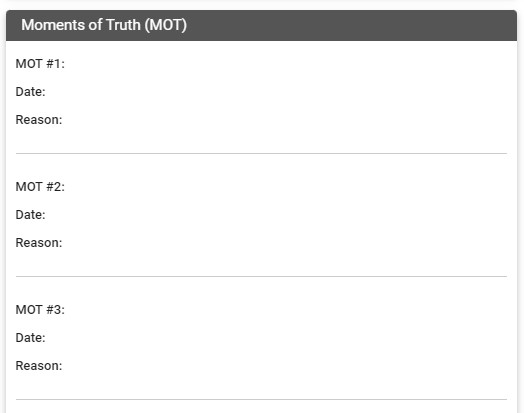 Moments of Truth (MOT)
MOT #1:
Date:
Reason:
MOT #2:
Date:
Reason:
MOT #3:
Date:
Reason: